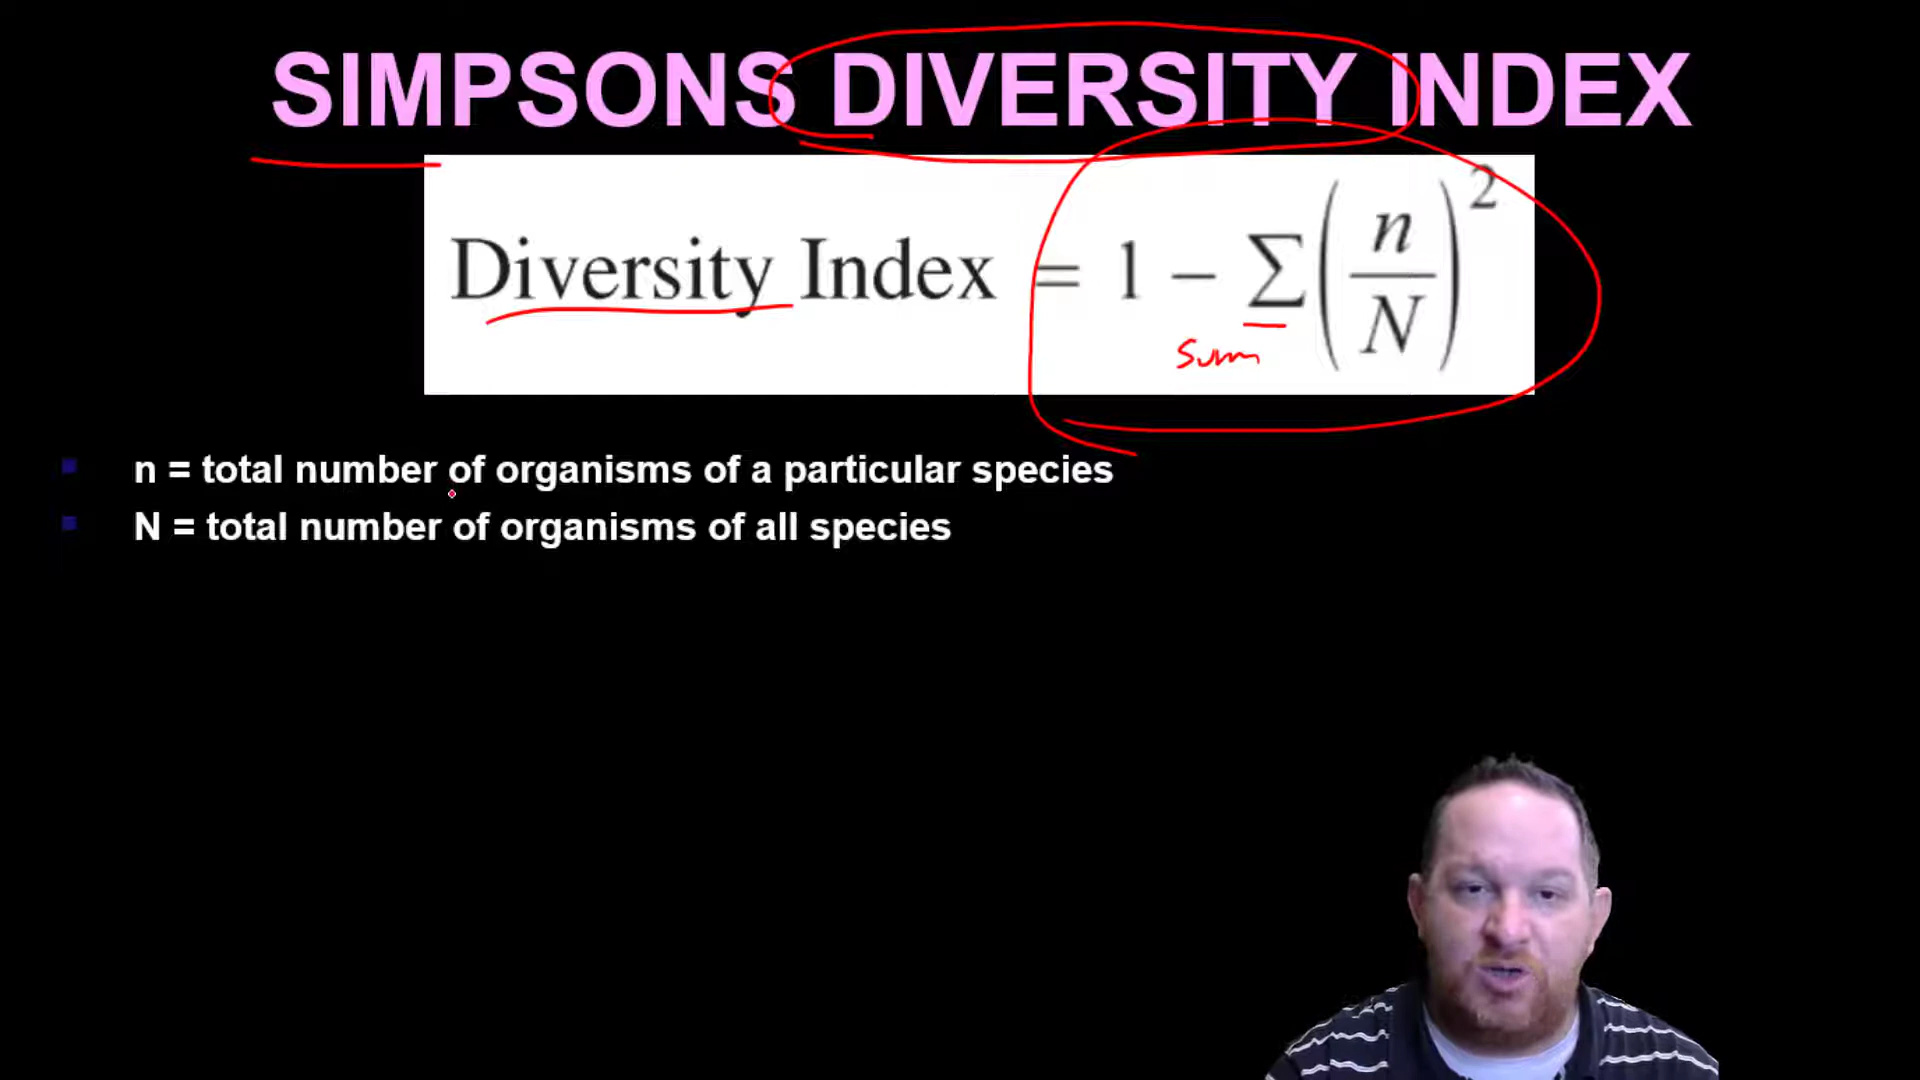 SIMPSONS DIVERSITY INDEX
Diversity Index = 1 − ∑(n/N)²
Sum
n = total number of organisms of a particular species
N = total number of organisms of all species